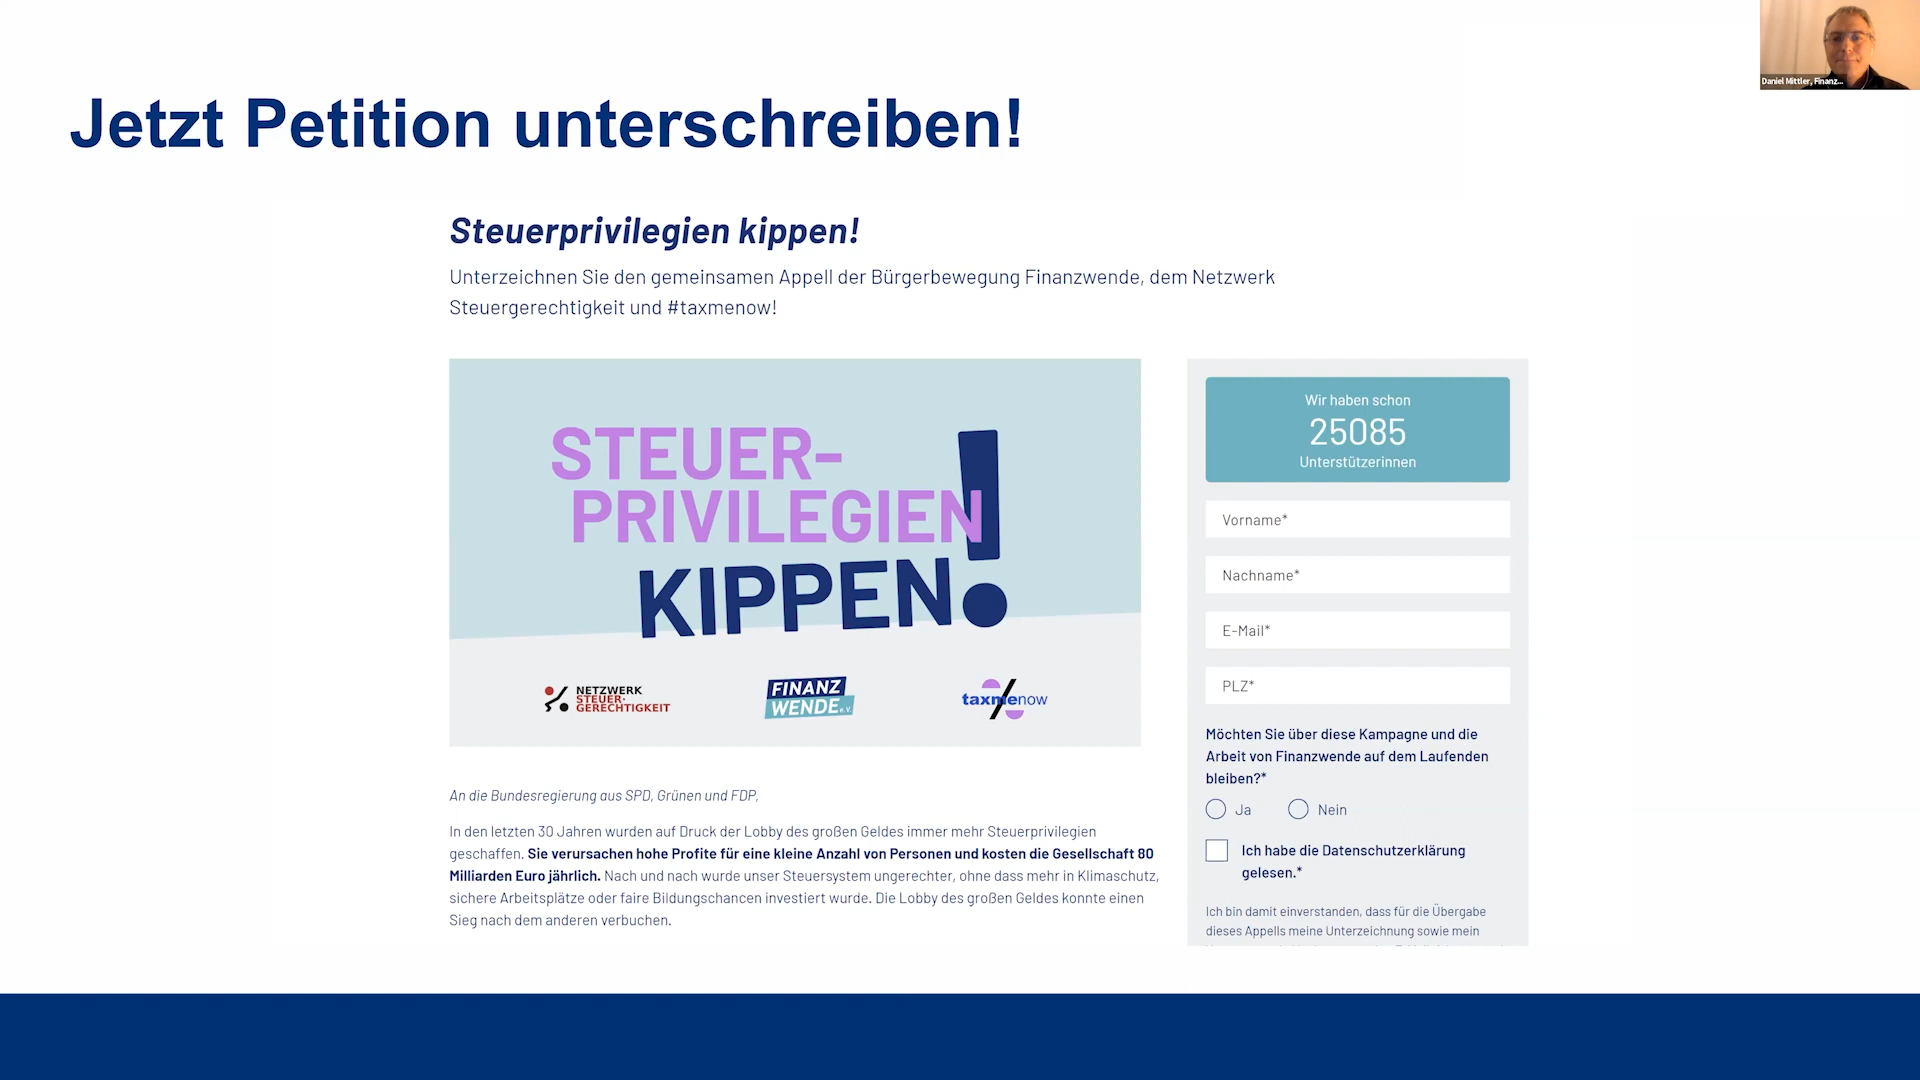 Daniel Mittler, Finanz...
Jetzt Petition unterschreiben!
Steuerprivilegien kippen!
Unterzeichnen Sie den gemeinsamen Appell der Bürgerbewegung Finanzwende, dem Netzwerk
Steuergerechtigkeit und #taxmenow!
STEUER-
PRIVILEGIEN
KIPPEN!
NETZWERK
STEUER-
GERECHTIGKEIT
FINANZ
WENDE e.V.
taxmenow
An die Bundesregierung aus SPD, Grünen und FDP,
In den letzten 30 Jahren wurden auf Druck der Lobby des großen Geldes immer mehr Steuerprivilegien
geschaffen. Sie verursachen hohe Profite für eine kleine Anzahl von Personen und kosten die Gesellschaft 80
Milliarden Euro jährlich. Nach und nach wurde unser Steuersystem ungerechter, ohne dass mehr in Klimaschutz,
sichere Arbeitsplätze oder faire Bildungschancen investiert wurde. Die Lobby des großen Geldes konnte einen
Sieg nach dem anderen verbuchen.
Wir haben schon
25085
Unterstützerinnen
Vorname*
Nachname*
E-Mail*
PLZ*
Möchten Sie über diese Kampagne und die
Arbeit von Finanzwende auf dem Laufenden
bleiben?*
Ja Nein
Ich habe die Datenschutzerklärung
gelesen.*
Ich bin damit einverstanden, dass für die Übergabe
dieses Appells meine Unterzeichnung sowie mein